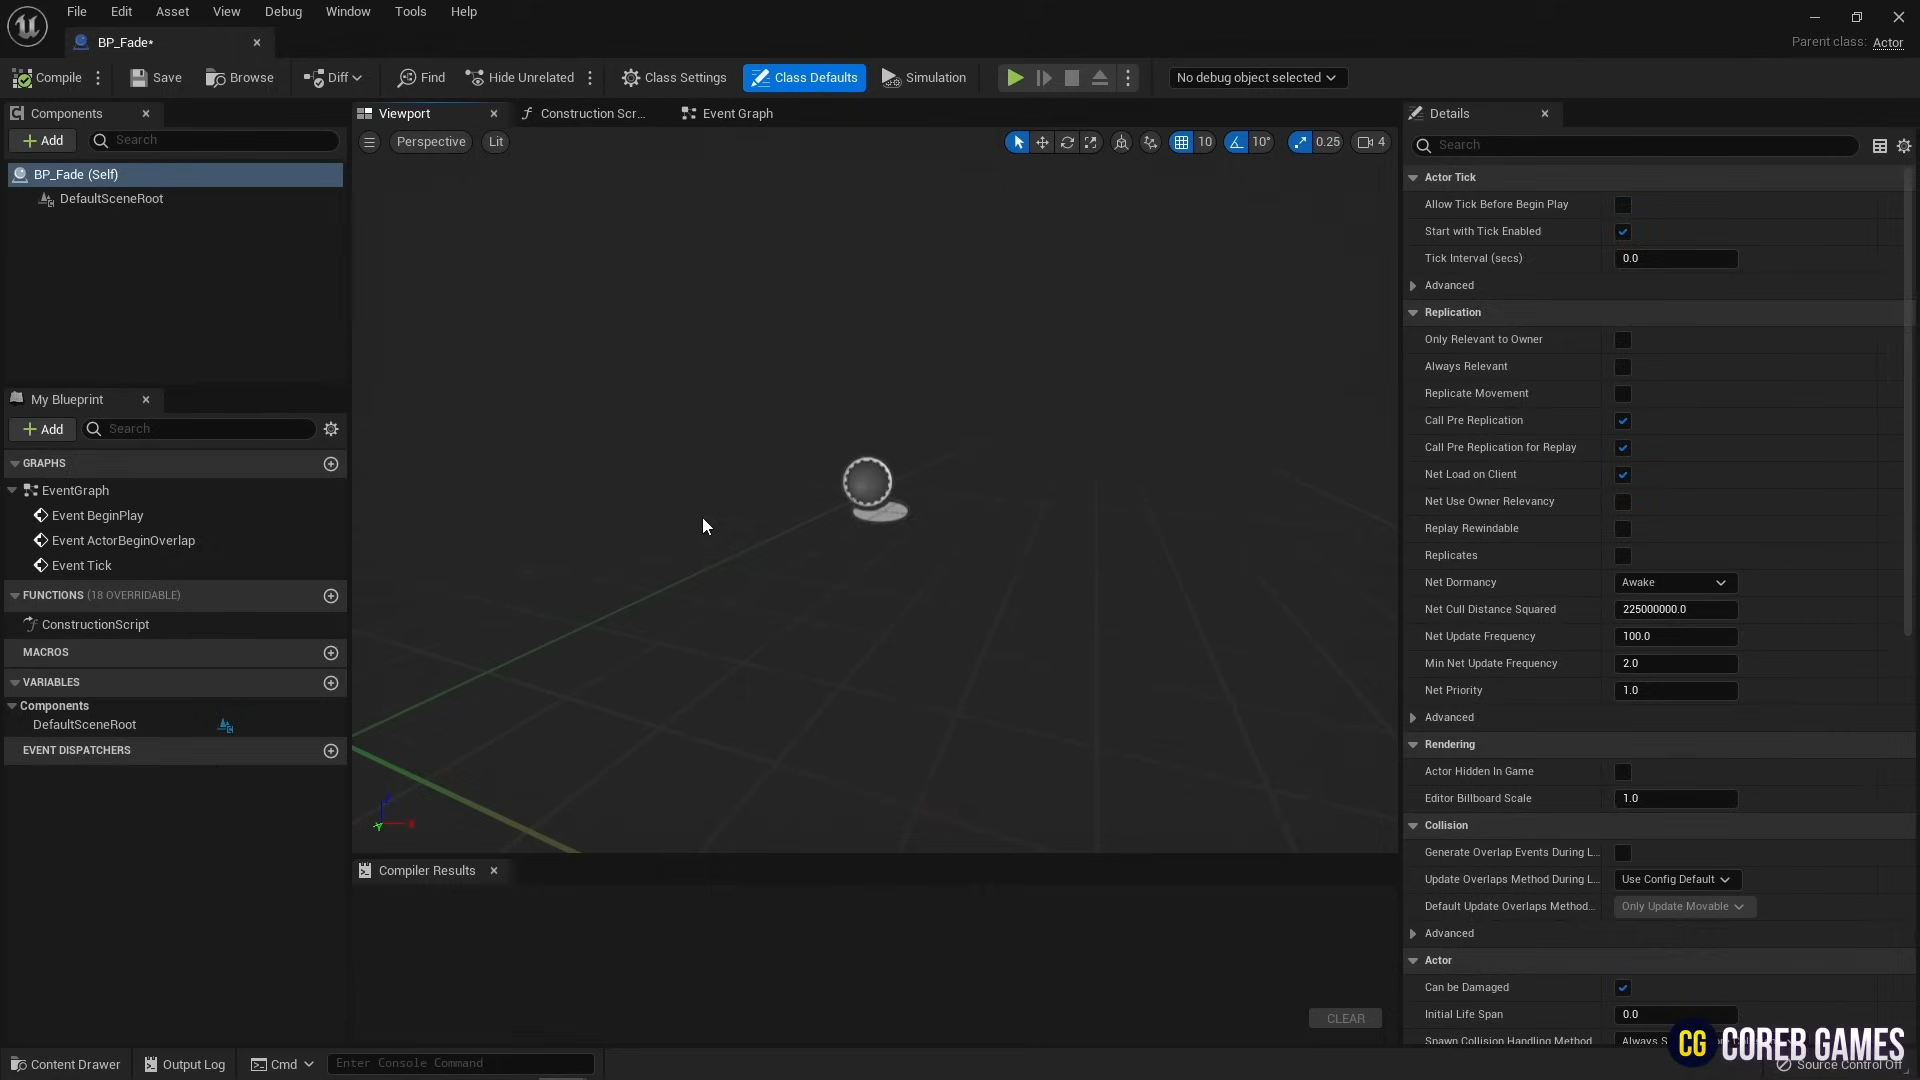 File Edit Asset View Debug Window Tools Help
BP_Fade*
Parent class: Actor
Compile Save Browse Diff Find Hide Unrelated Class Settings Class Defaults Simulation No debug object selected
Components
Add Search
BP_Fade (Self)
DefaultSceneRoot
My Blueprint
Add Search
GRAPHS
EventGraph
Event BeginPlay
Event ActorBeginOverlap
Event Tick
FUNCTIONS (18 OVERRIDABLE)
ConstructionScript
MACROS
VARIABLES
Components
DefaultSceneRoot
EVENT DISPATCHERS
Viewport Construction Scr... Event Graph
Perspective Lit 10 10° 0.25 4
Compiler Results
CLEAR
Details
Search
Actor Tick
Allow Tick Before Begin Play
Start with Tick Enabled
Tick Interval (secs) 0.0
Advanced
Replication
Only Relevant to Owner
Always Relevant
Replicate Movement
Call Pre Replication
Call Pre Replication for Replay
Net Load on Client
Net Use Owner Relevancy
Replay Rewindable
Replicates
Net Dormancy Awake
Net Cull Distance Squared 225000000.0
Net Update Frequency 100.0
Min Net Update Frequency 2.0
Net Priority 1.0
Advanced
Rendering
Actor Hidden In Game
Editor Billboard Scale 1.0
Collision
Generate Overlap Events During L...
Update Overlaps Method During L... Use Config Default
Default Update Overlaps Method... Only Update Movable
Advanced
Actor
Can be Damaged
Initial Life Span 0.0
Spawn Collision Handling Method Always
CG COREB GAMES
Content Drawer Output Log Cmd Enter Console Command Source Control Off